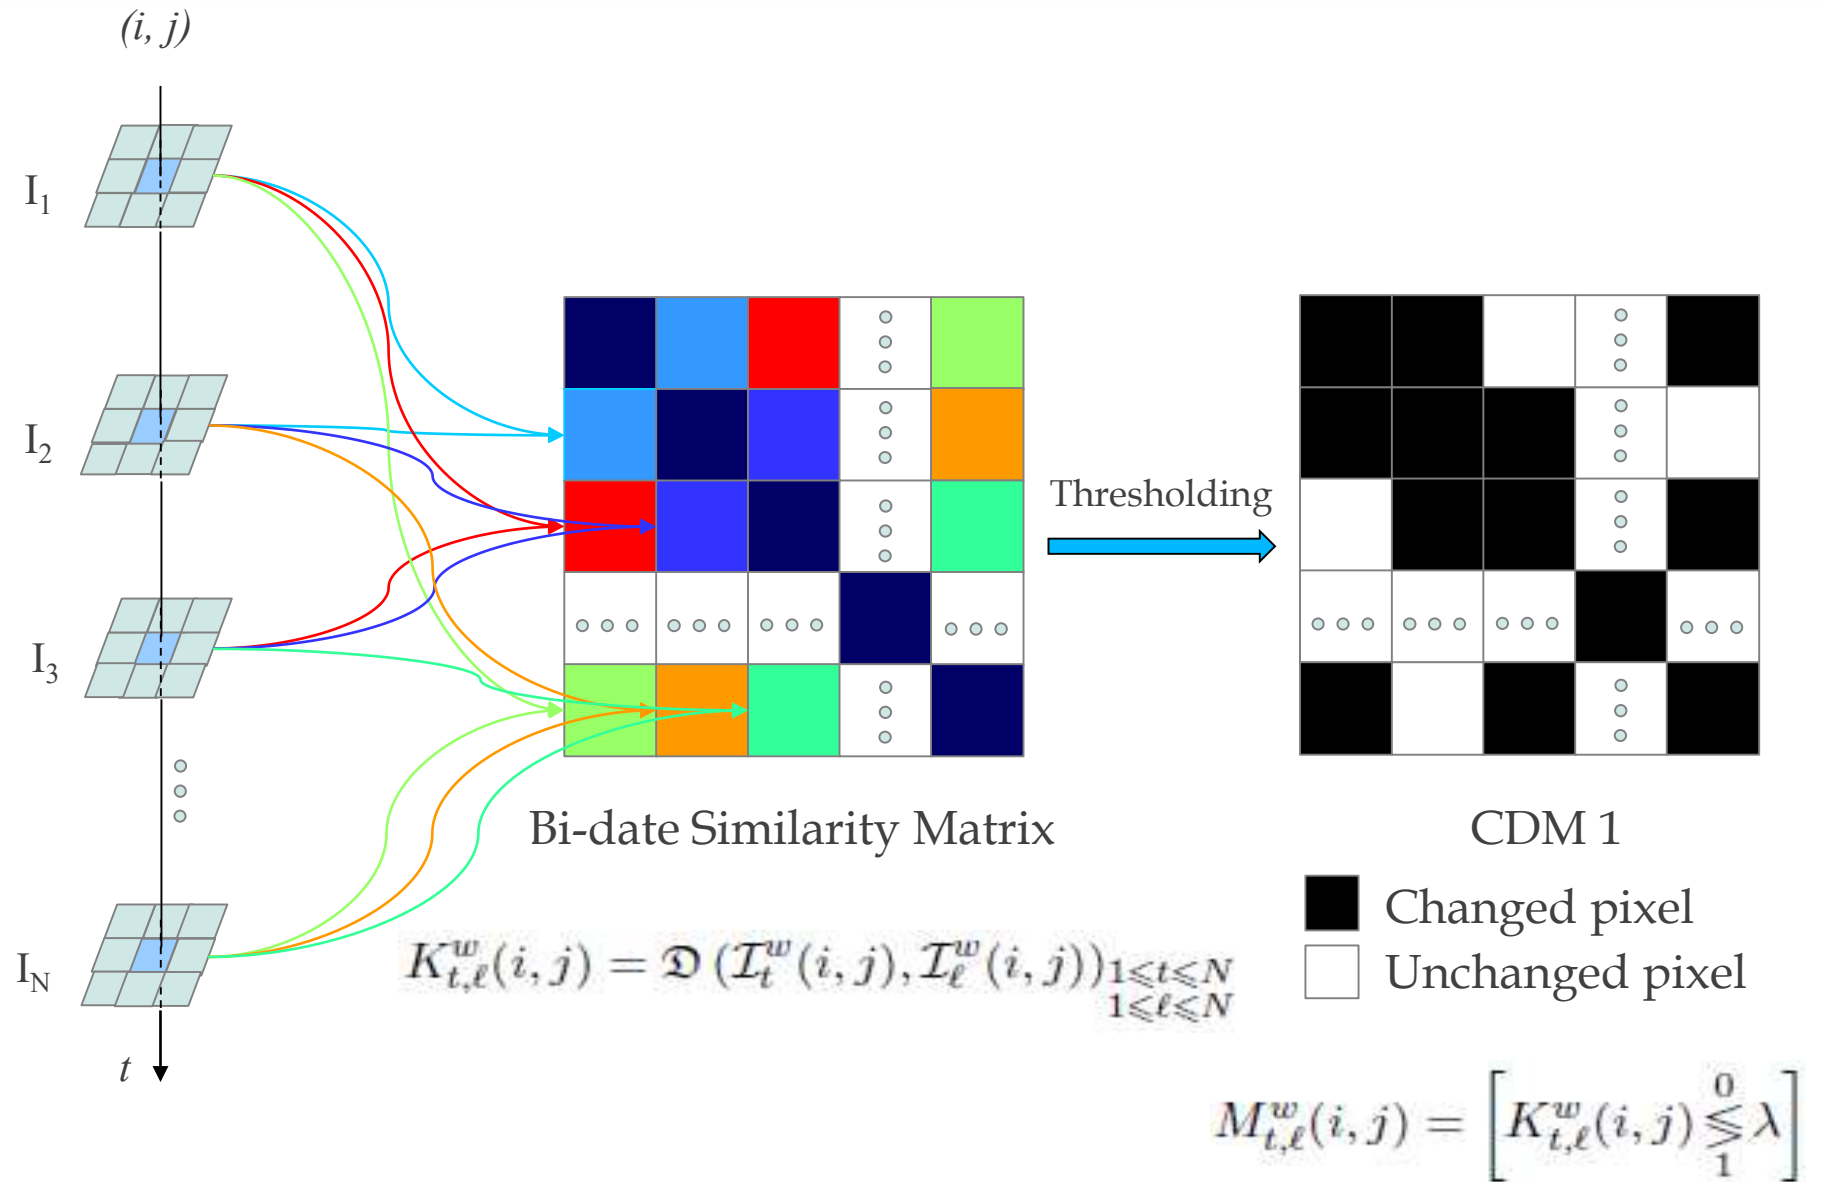 (i, j)
I1
I2
I3
IN
t
Thresholding
Bi-date Similarity Matrix
CDM 1
Changed pixel
Unchanged pixel
K^w_{t,ℓ}(i, j) = 𝔇 (ℐ^w_t(i, j), ℐ^w_ℓ(i, j))_{1⩽t⩽N 1⩽ℓ⩽N}
M^w_{t,ℓ}(i, j) = [K^w_{t,ℓ}(i, j) ≶^0_1 λ]